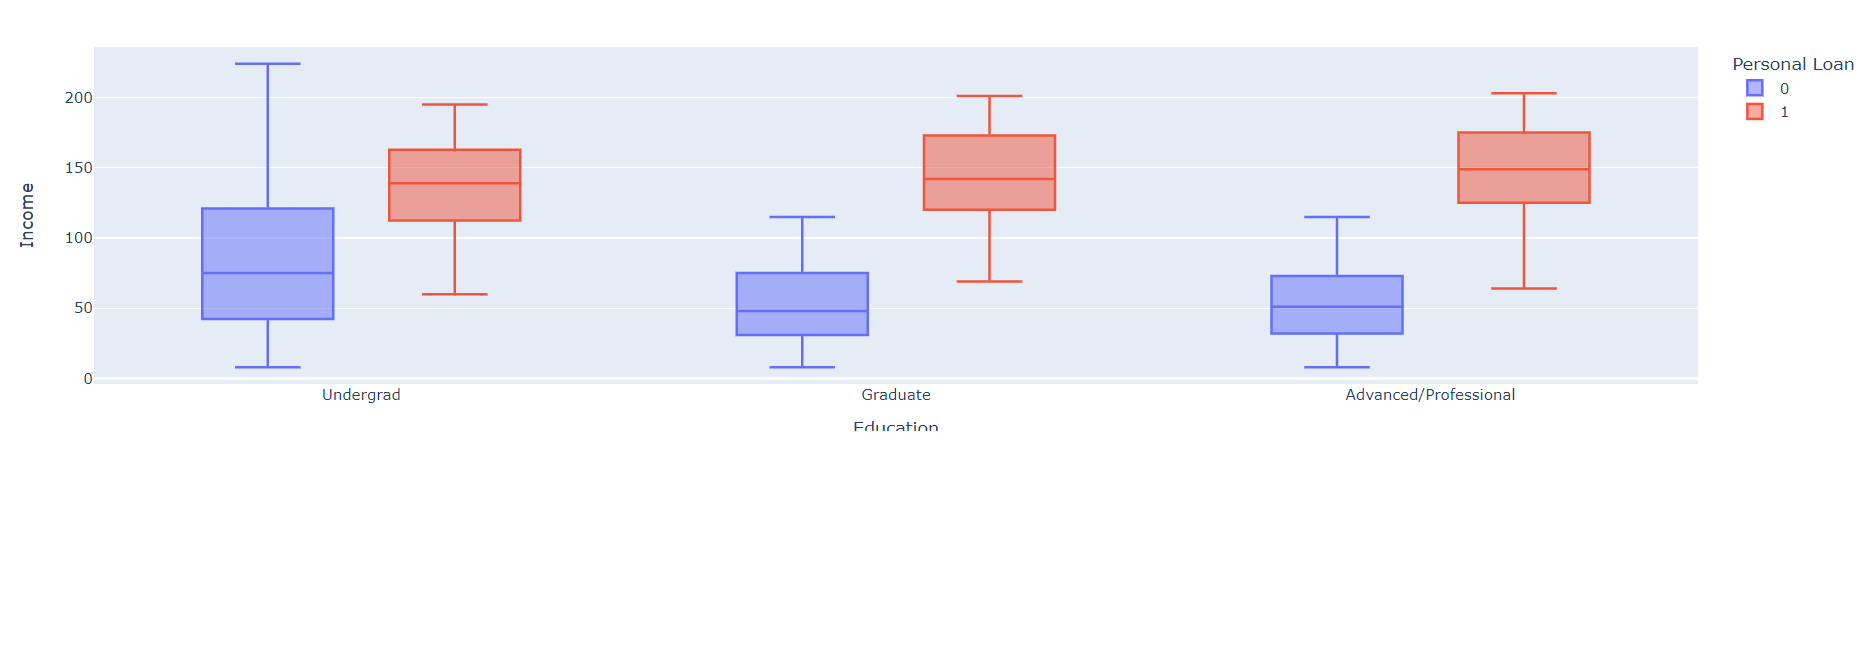 Personal Loan
0
1
Income
200
150
100
50
0
Undergrad
Graduate
Advanced/Professional
Education